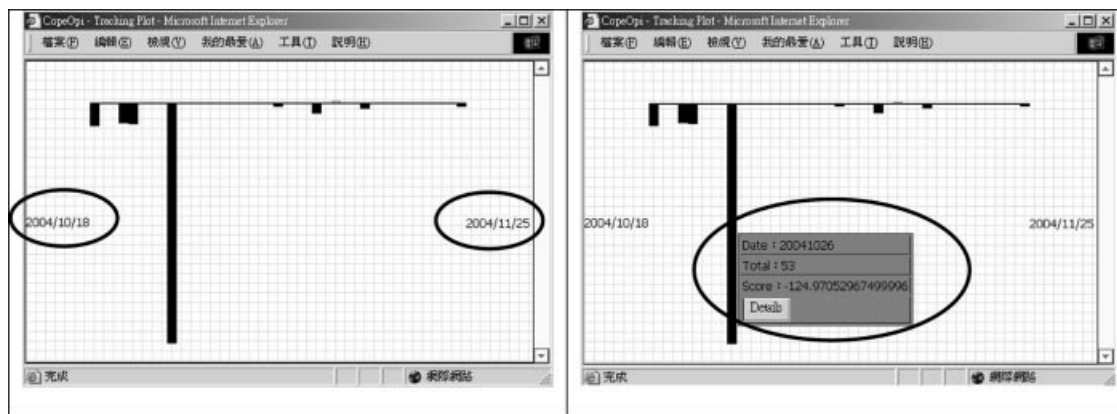 CopeOpi - Tracking Plot - Microsoft Internet Explorer
檔案(F) 編輯(E) 檢視(V) 我的最愛(A) 工具(I) 說明(H)
2004/10/18
2004/11/25
完成
網際網路
CopeOpi - Tracking Plot - Microsoft Internet Explorer
檔案(F) 編輯(E) 檢視(V) 我的最愛(A) 工具(I) 說明(H)
2004/10/18
2004/11/25
Date : 20041026
Total : 53
Score : -124.97052967499996
Details
完成
網際網路